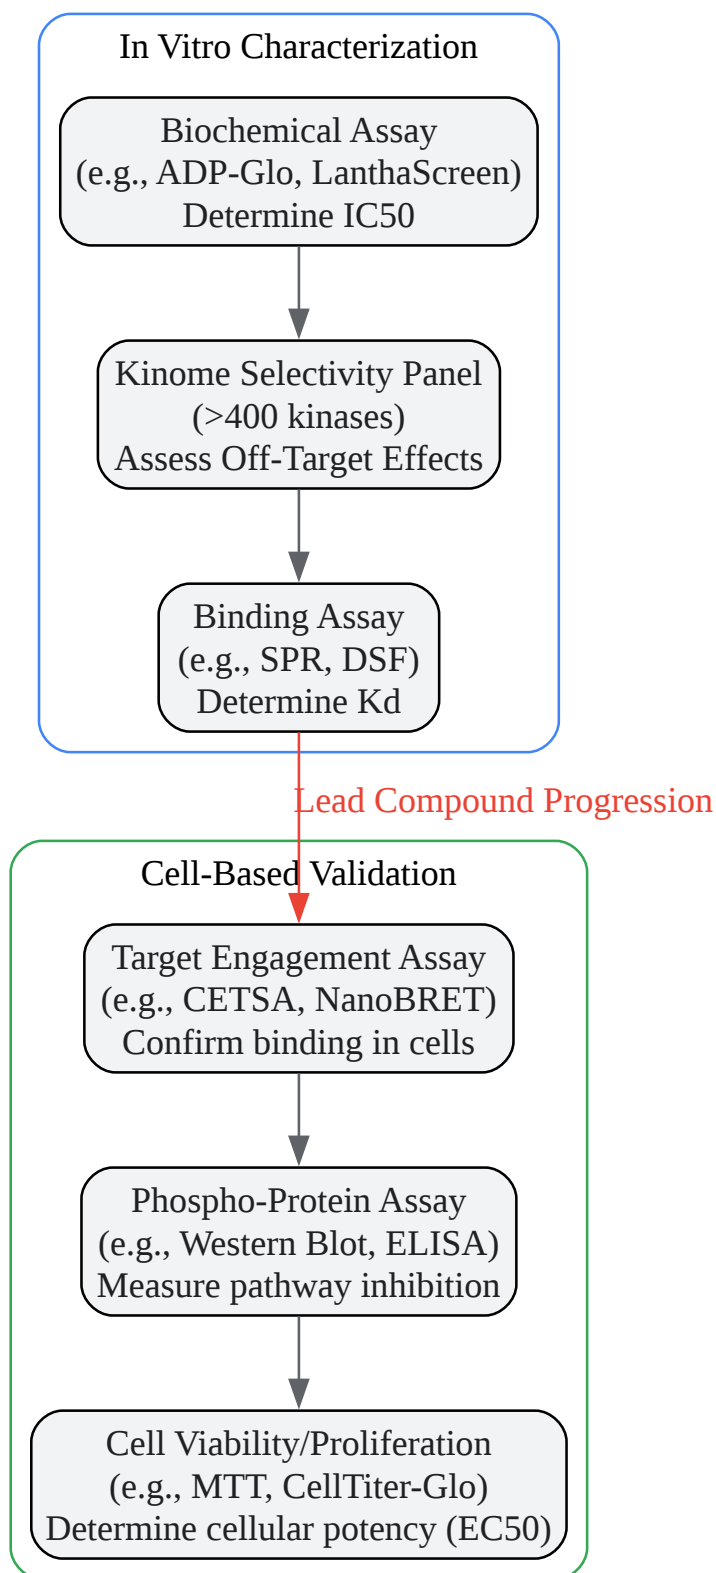 In Vitro Characterization
Biochemical Assay
(e.g., ADP-Glo, LanthaScreen)
Determine IC50
Kinome Selectivity Panel
(>400 kinases)
Assess Off-Target Effects
Binding Assay
(e.g., SPR, DSF)
Determine Kd
Lead Compound Progression
Cell-Based Validation
Target Engagement Assay
(e.g., CETSA, NanoBRET)
Confirm binding in cells
Phospho-Protein Assay
(e.g., Western Blot, ELISA)
Measure pathway inhibition
Cell Viability/Proliferation
(e.g., MTT, CellTiter-Glo)
Determine cellular potency (EC50)